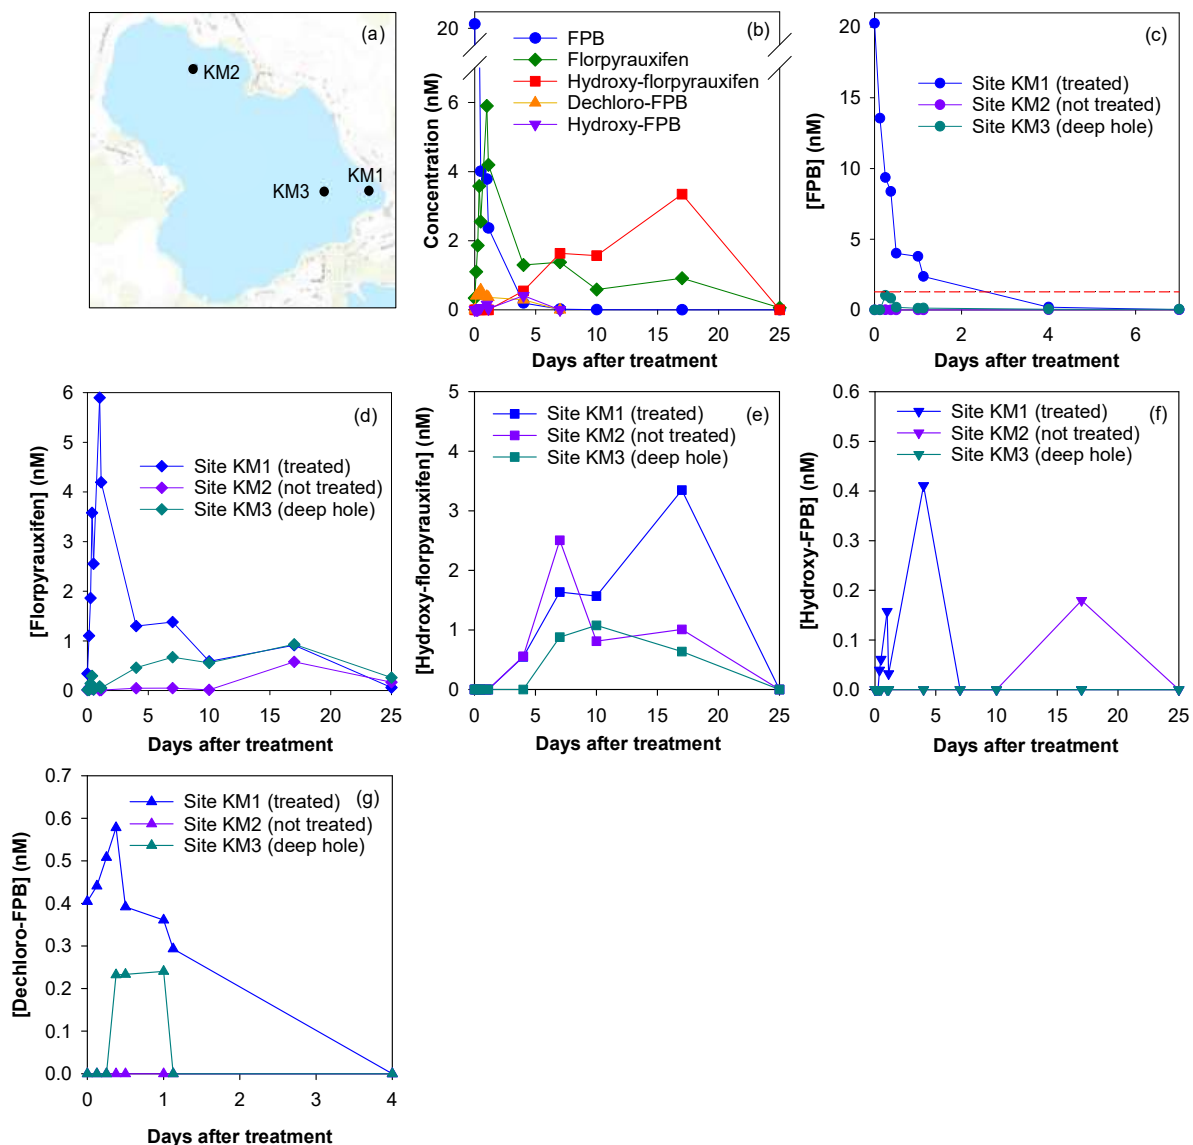 (a)
KM2
KM3
KM1
(b)
FPB
Florpyrauxifen
Hydroxy-florpyrauxifen
Dechloro-FPB
Hydroxy-FPB
Concentration (nM)
20
6
4
2
0
0 5 10 15 20 25
Days after treatment
(c)
Site KM1 (treated)
Site KM2 (not treated)
Site KM3 (deep hole)
[FPB] (nM)
20
15
10
5
0
0 2 4 6
Days after treatment
(d)
Site KM1 (treated)
Site KM2 (not treated)
Site KM3 (deep hole)
[Florpyrauxifen] (nM)
6
5
4
3
2
1
0
0 5 10 15 20 25
Days after treatment
(e)
Site KM1 (treated)
Site KM2 (not treated)
Site KM3 (deep hole)
[Hydroxy-florpyrauxifen] (nM)
5
4
3
2
1
0
0 5 10 15 20 25
Days after treatment
(f)
Site KM1 (treated)
Site KM2 (not treated)
Site KM3 (deep hole)
[Hydroxy-FPB] (nM)
0.6
0.5
0.4
0.3
0.2
0.1
0.0
0 5 10 15 20 25
Days after treatment
(g)
Site KM1 (treated)
Site KM2 (not treated)
Site KM3 (deep hole)
[Dechloro-FPB] (nM)
0.7
0.6
0.5
0.4
0.3
0.2
0.1
0.0
0 1 2 3 4
Days after treatment